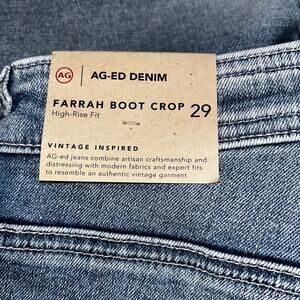 AG | AG-ED DENIM
FARRAH BOOT CROP 29
High-Rise Fit
VINTAGE INSPIRED
AG-ed jeans combine artisan craftsmanship and
distressing with modern fabrics and expert fits
to resemble an authentic vintage garment.